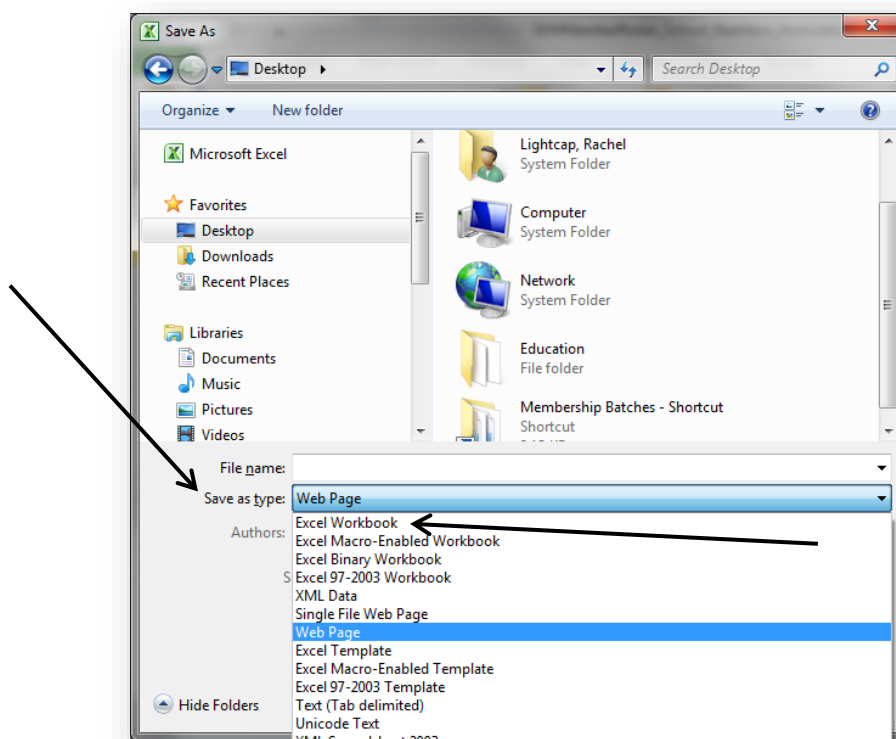 Save As
Desktop
Search Desktop
Organize
New folder
Microsoft Excel
Favorites
Desktop
Downloads
Recent Places
Libraries
Documents
Music
Pictures
Videos
Lightcap, Rachel
System Folder
Computer
System Folder
Network
System Folder
Education
File folder
Membership Batches - Shortcut
Shortcut
File name:
Save as type: Web Page
Authors:
Excel Workbook
Excel Macro-Enabled Workbook
Excel Binary Workbook
S Excel 97-2003 Workbook
XML Data
Single File Web Page
Web Page
Excel Template
Excel Macro-Enabled Template
Excel 97-2003 Template
Hide Folders
Text (Tab delimited)
Unicode Text